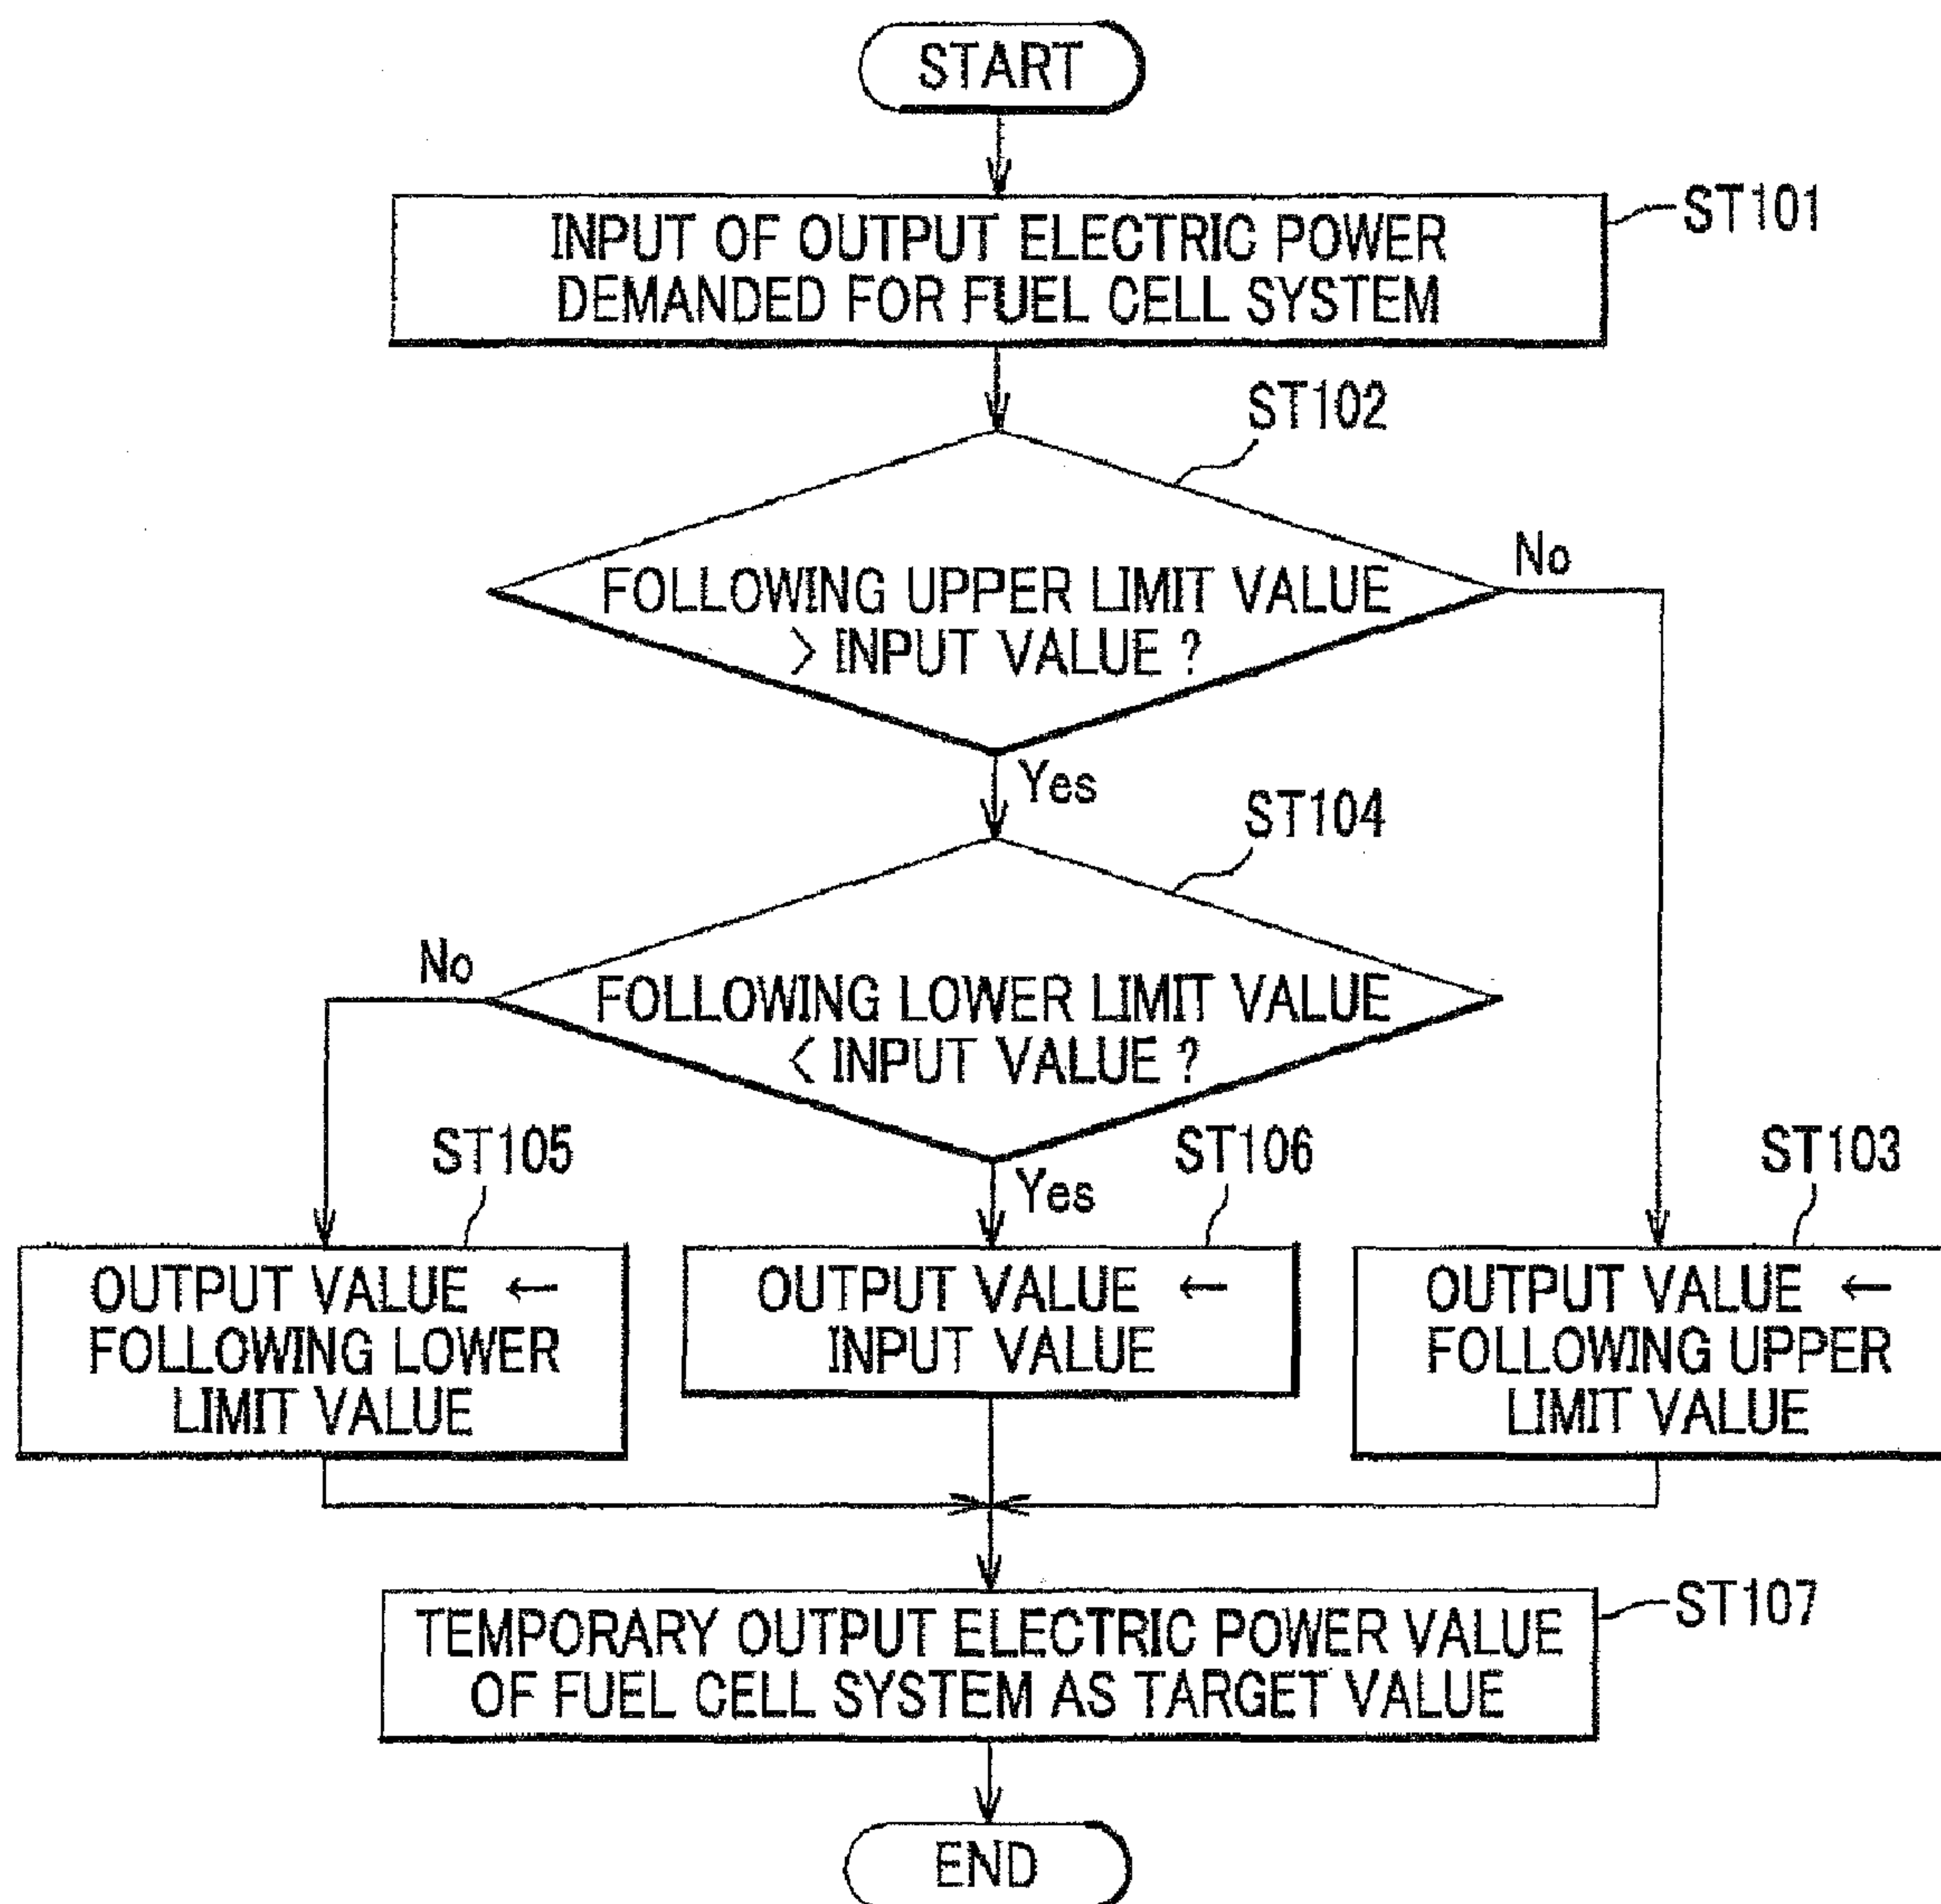 START
INPUT OF OUTPUT ELECTRIC POWER
DEMANDED FOR FUEL CELL SYSTEM
ST101
ST102
FOLLOWING UPPER LIMIT VALUE
> INPUT VALUE ?
No
Yes
ST104
FOLLOWING LOWER LIMIT VALUE
< INPUT VALUE ?
No
Yes
ST105
OUTPUT VALUE ←
FOLLOWING LOWER
LIMIT VALUE
ST106
OUTPUT VALUE ←
INPUT VALUE
ST103
OUTPUT VALUE ←
FOLLOWING UPPER
LIMIT VALUE
TEMPORARY OUTPUT ELECTRIC POWER VALUE
OF FUEL CELL SYSTEM AS TARGET VALUE
ST107
END